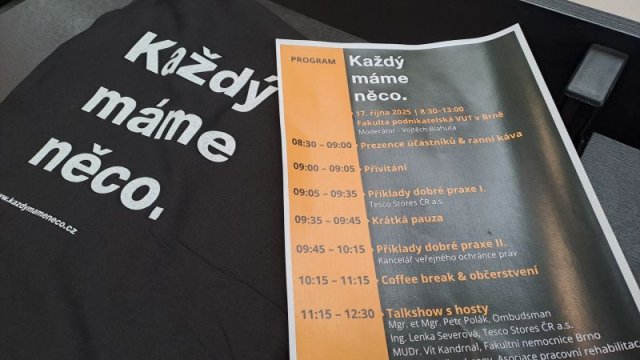 Každý
máme
něco.
www.kazdymameneco.cz
PROGRAM
Každý
máme
něco.
17. října 2025 | 8:30–13:00
Fakulta podnikatelská VUT v Brně
Moderátor - Vojtěch Blahuta
08:30 – 09:00 Prezence účastníků & ranní káva
09:00 – 09:05 Přivítání
09:05 – 09:35 Příklady dobré praxe I.
Tesco Stores ČR a.s.
09:35 – 09:45 Krátká pauza
09:45 – 10:15 Příklady dobré praxe II.
Kancelář veřejného ochránce práv
10:15 – 11:15 Coffee break & občerstvení
11:15 – 12:30 Talkshow s hosty
Mgr. et Mgr. Petr Polák, Ombudsman
Ing. Lenka Severová, Tesco Stores ČR a.s.
MUDr. Vít Kandrnal, Fakultní nemocnice Brno
Asociace pracovní